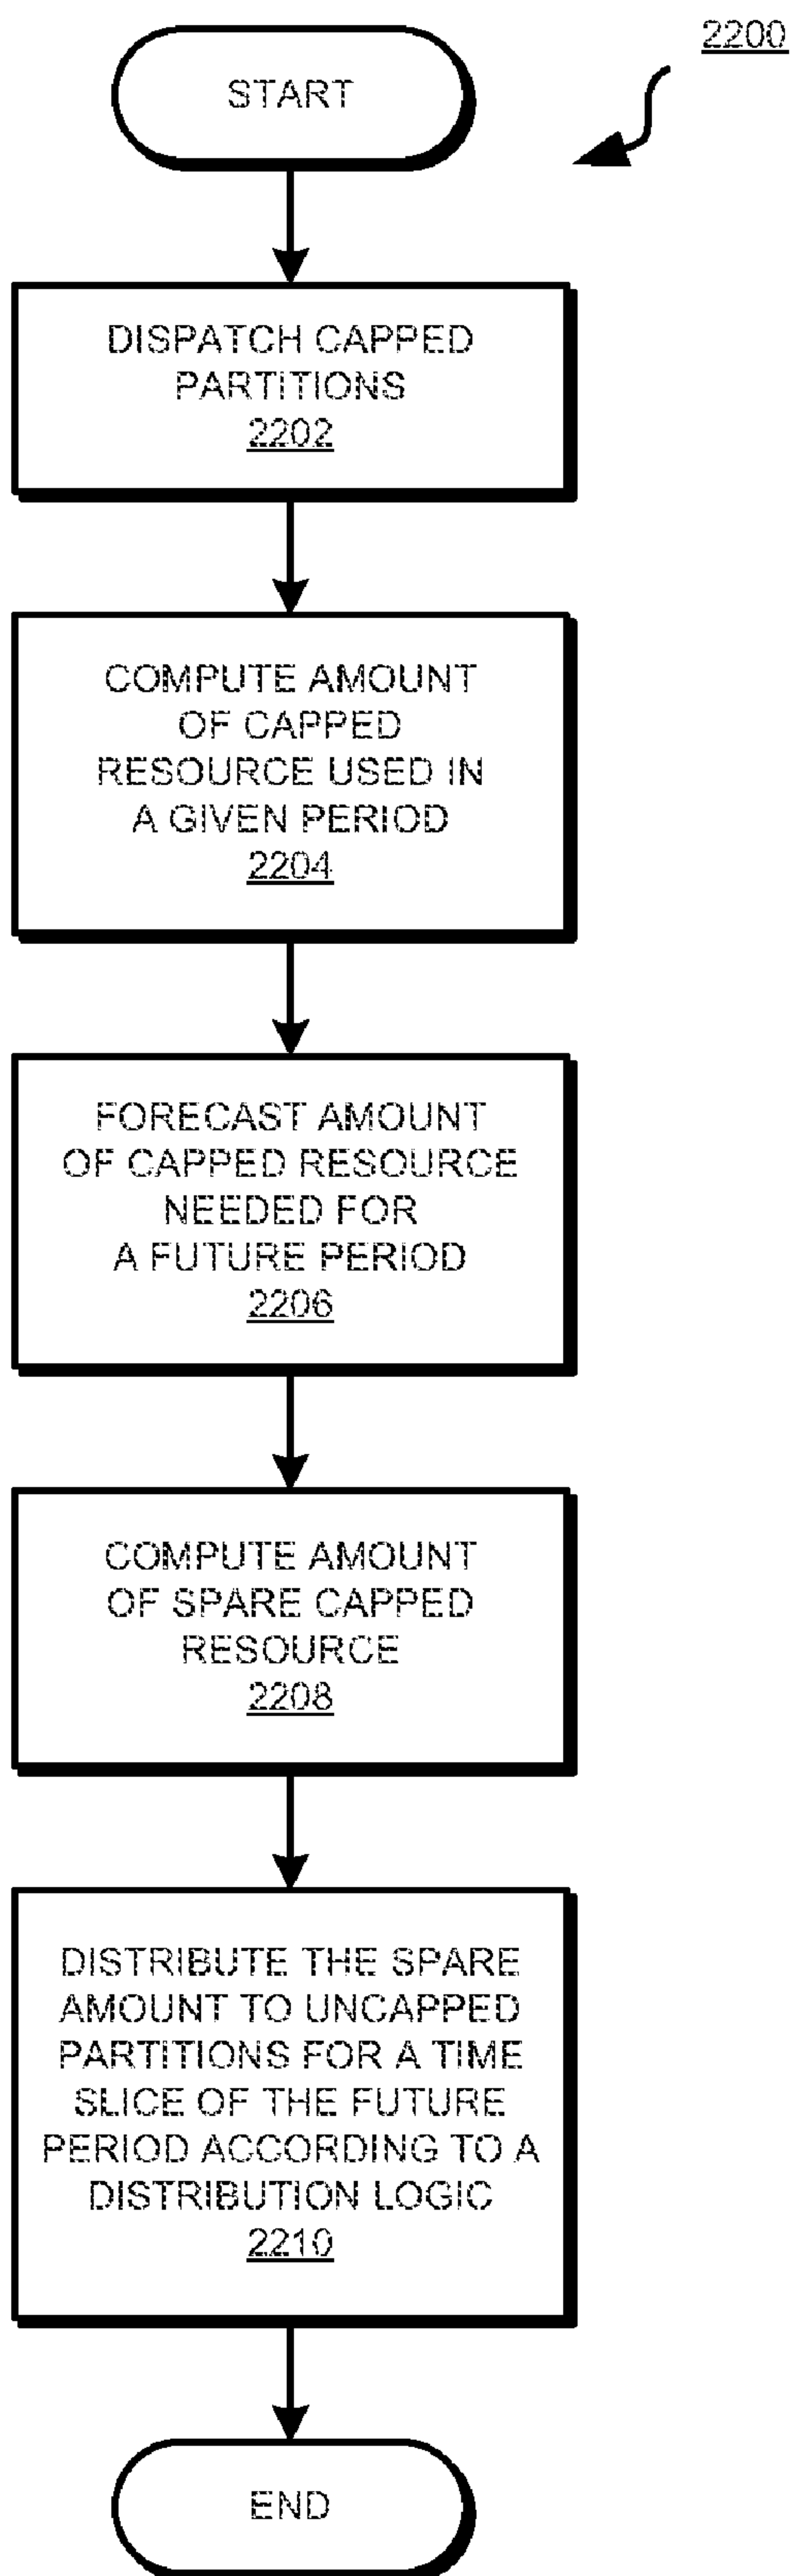 2200
START
DISPATCH CAPPED
PARTITIONS
2202
COMPUTE AMOUNT
OF CAPPED
RESOURCE USED IN
A GIVEN PERIOD
2204
FORECAST AMOUNT
OF CAPPED RESOURCE
NEEDED FOR
A FUTURE PERIOD
2206
COMPUTE AMOUNT
OF SPARE CAPPED
RESOURCE
2208
DISTRIBUTE THE SPARE
AMOUNT TO UNCAPPED
PARTITIONS FOR A TIME
SLICE OF THE FUTURE
PERIOD ACCORDING TO A
DISTRIBUTION LOGIC
2210
END